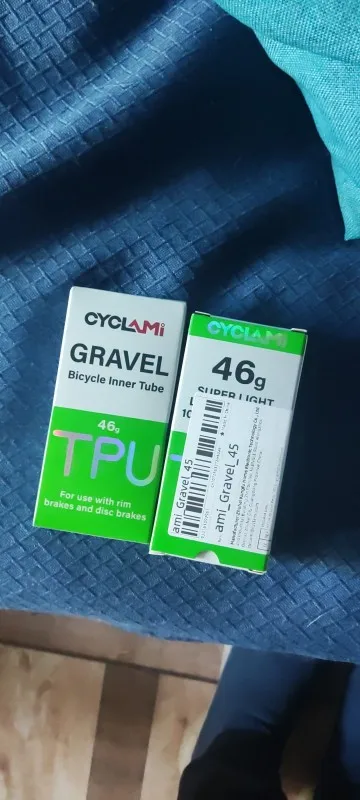 CYCLAMi
GRAVEL
Bicycle Inner Tube
46g
TPU
For use with rim
brakes and disc brakes
CYCLAMi
46g
SUPER LIGHT
ami_Gravel_45
ami_Gravel_45